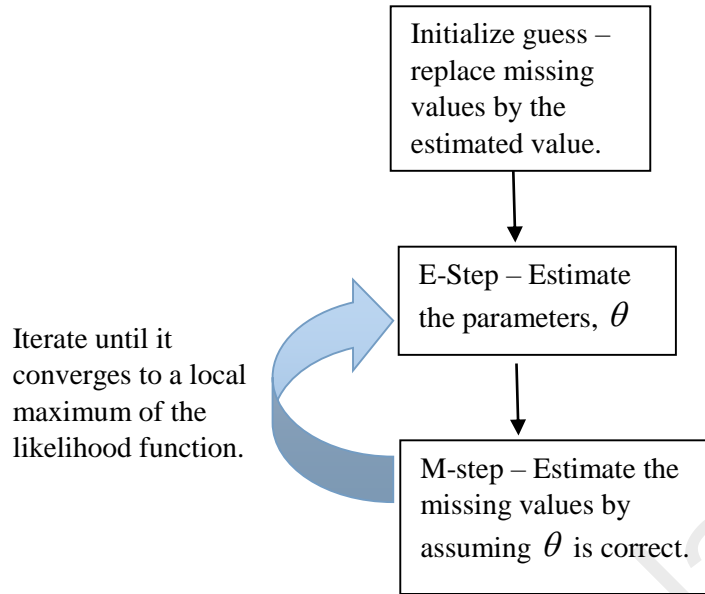 Initialize guess –
replace missing
values by the
estimated value.
E-Step – Estimate
the parameters, θ
Iterate until it
converges to a local
maximum of the
likelihood function.
M-step – Estimate the
missing values by
assuming θ is correct.